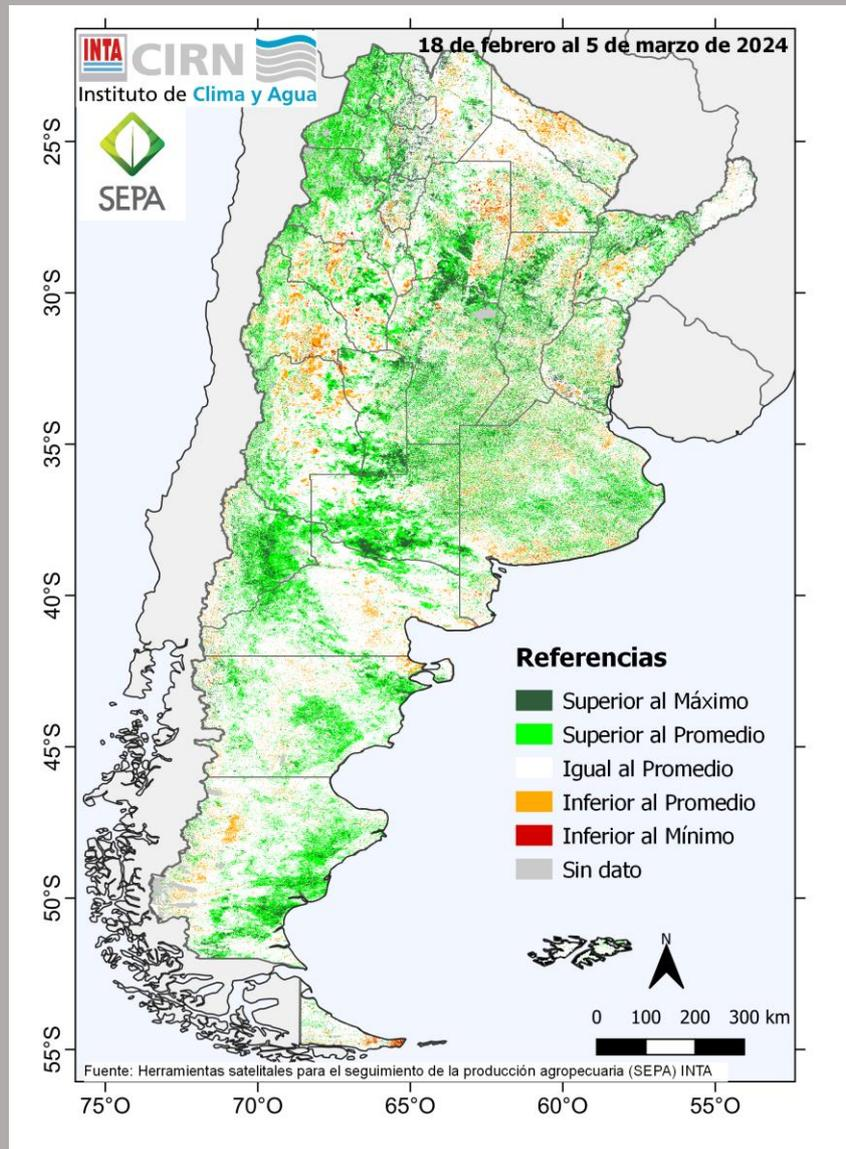 18 de febrero al 5 de marzo de 2024
INTA
CIRN
Instituto de Clima y Agua
SEPA
25°S
30°S
35°S
40°S
45°S
50°S
55°S
Referencias
Superior al Máximo
Superior al Promedio
Igual al Promedio
Inferior al Promedio
Inferior al Mínimo
Sin dato
N
0 100 200 300 km
Fuente: Herramientas satelitales para el seguimiento de la producción agropecuaria (SEPA) INTA
75°O 70°O 65°O 60°O 55°O